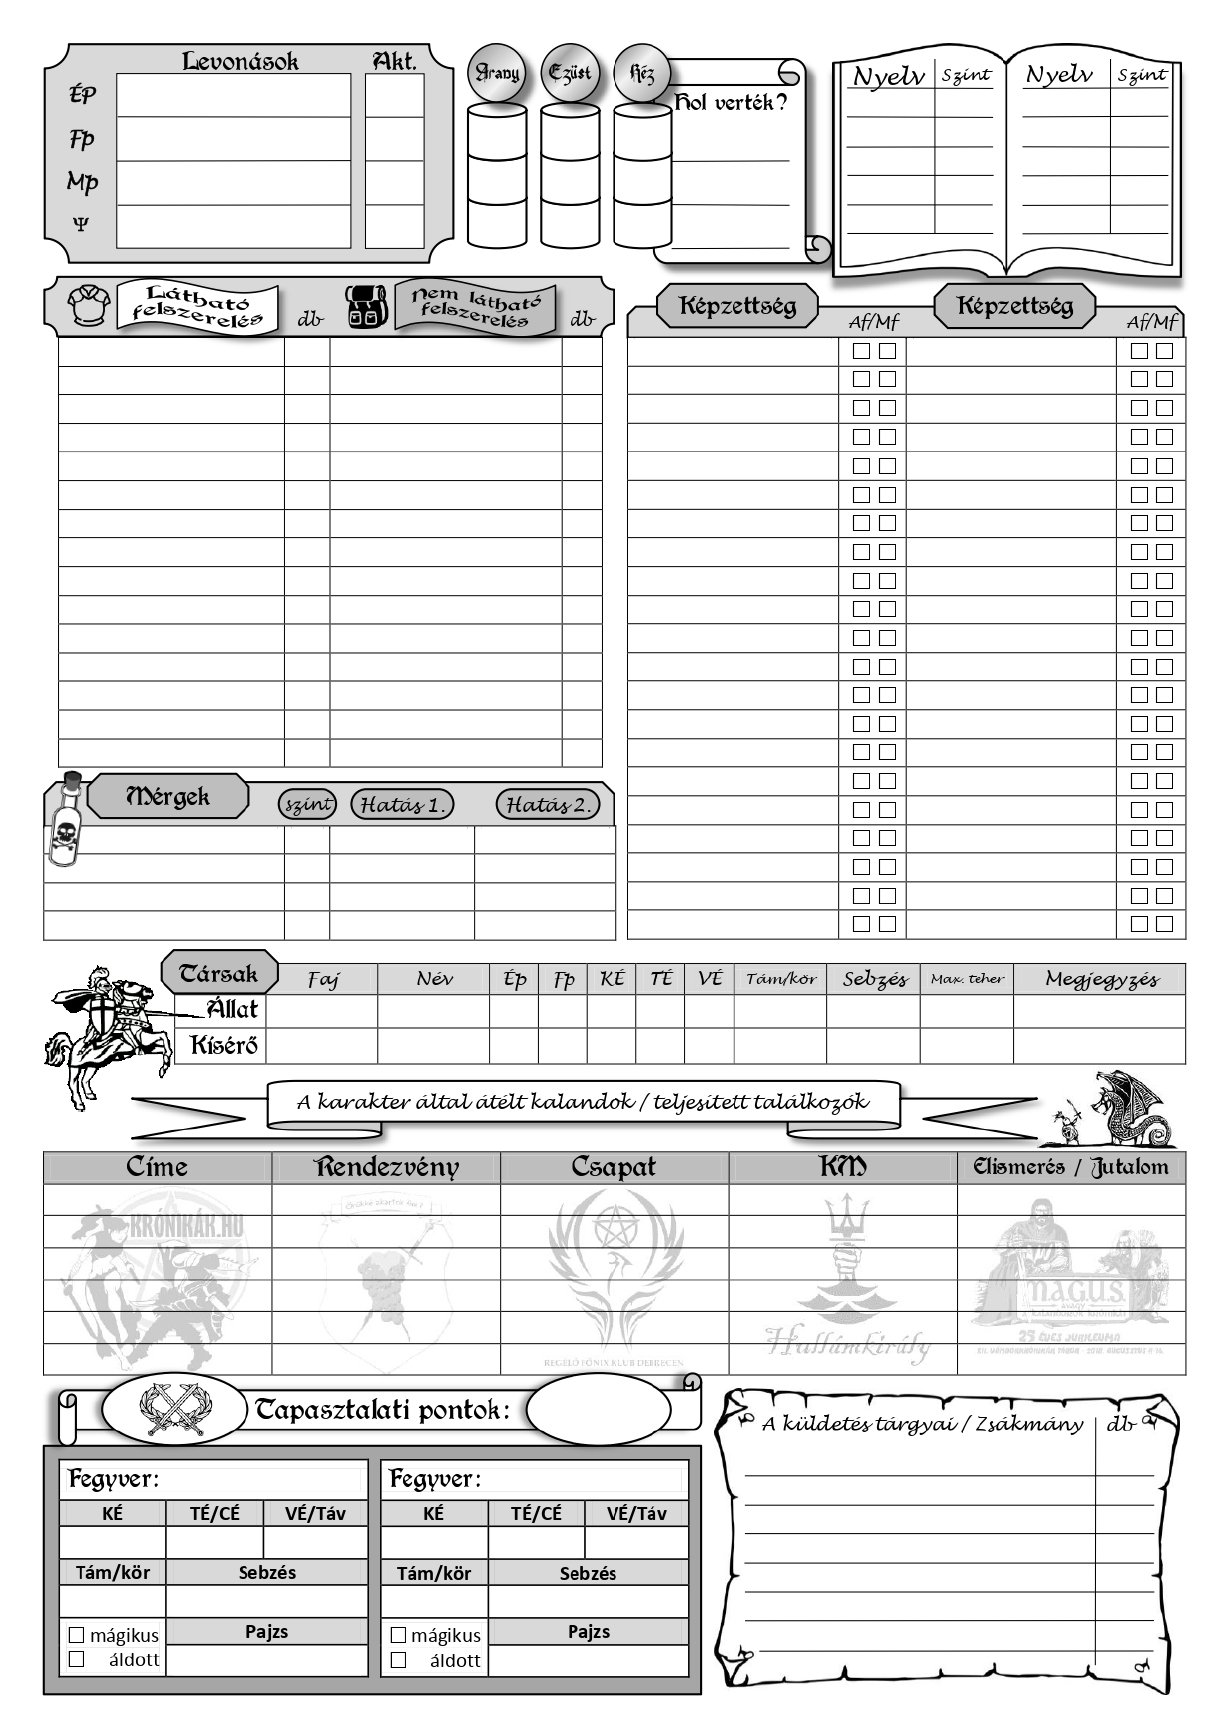 Levonások Akt.
Ép
Fp
Mp
Ψ
Arany Ezüst Réz
Hol verték?
Nyelv Szint Nyelv Szint
Látható felszerelés db Nem látható felszerelés db
Képzettség Af/Mf Képzettség Af/Mf
Mérgek szint Hatás 1. Hatás 2.
Társak Faj Név Ép Fp KÉ TÉ VÉ Tám/kör Sebzés Max. teher Megjegyzés
Állat
Kísérő
A karakter által átélt kalandok / teljesített találkozók
Címe Rendezvény Csapat KM Elismerés / Jutalom
KRÓNIKÁK.HU
REGÉLŐ FŐNIX KLUB DEBRECEN
Hullámkirály
M.A.G.U.S.
25 ÉVES JUBILEUMA
Tapasztalati pontok:
Fegyver: Fegyver:
KÉ TÉ/CÉ VÉ/Táv KÉ TÉ/CÉ VÉ/Táv
Tám/kör Sebzés Tám/kör Sebzés
mágikus Pajzs mágikus Pajzs
áldott áldott
A küldetés tárgyai / Zsákmány db